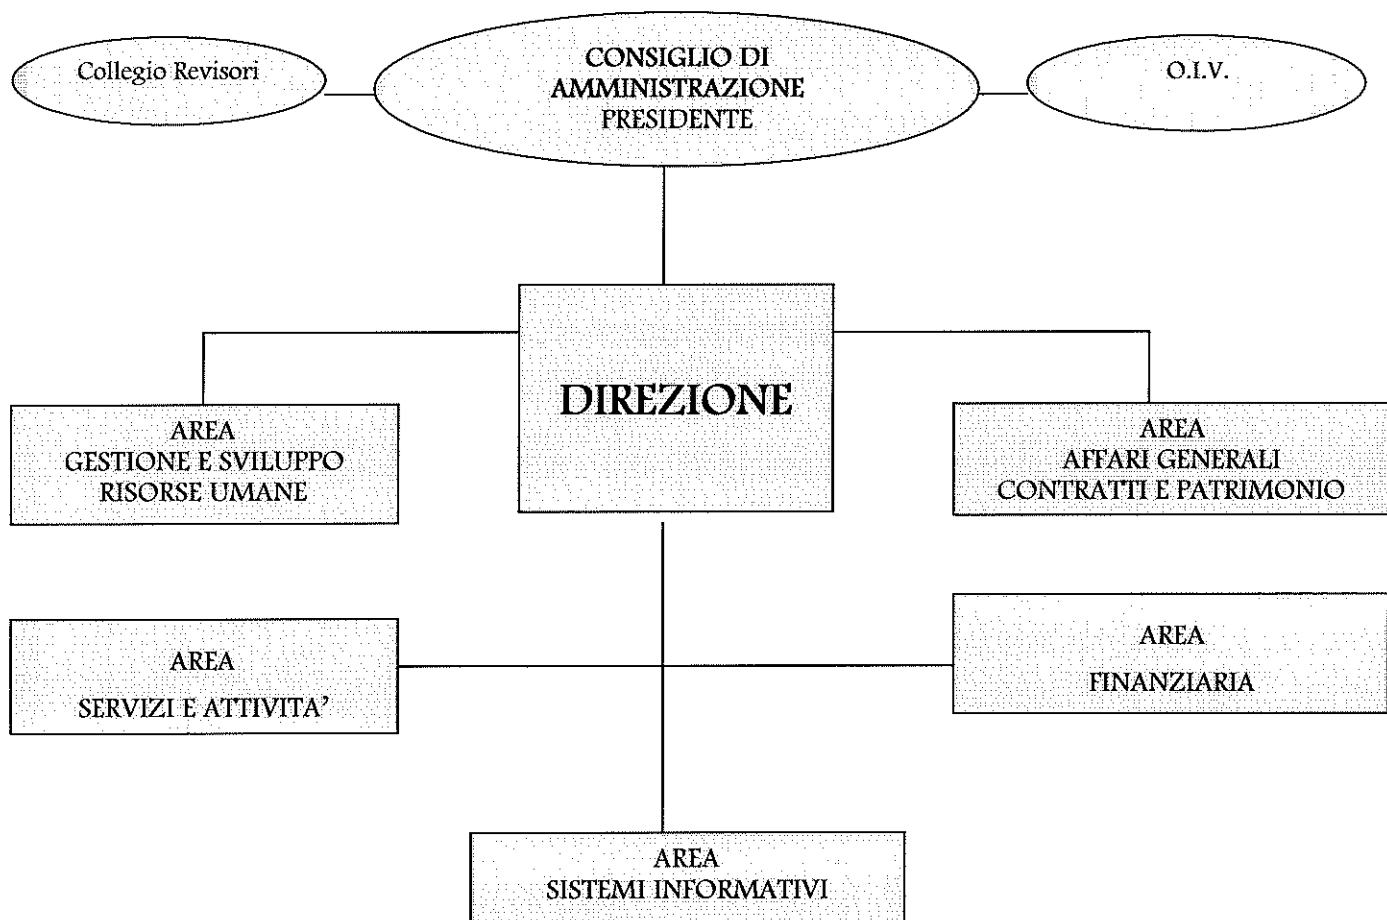 Collegio Revisori
CONSIGLIO DI
AMMINISTRAZIONE
PRESIDENTE
O.I.V.
DIREZIONE
AREA
GESTIONE E SVILUPPO
RISORSE UMANE
AREA
AFFARI GENERALI
CONTRATTI E PATRIMONIO
AREA
SERVIZI E ATTIVITA’
AREA
FINANZIARIA
AREA
SISTEMI INFORMATIVI